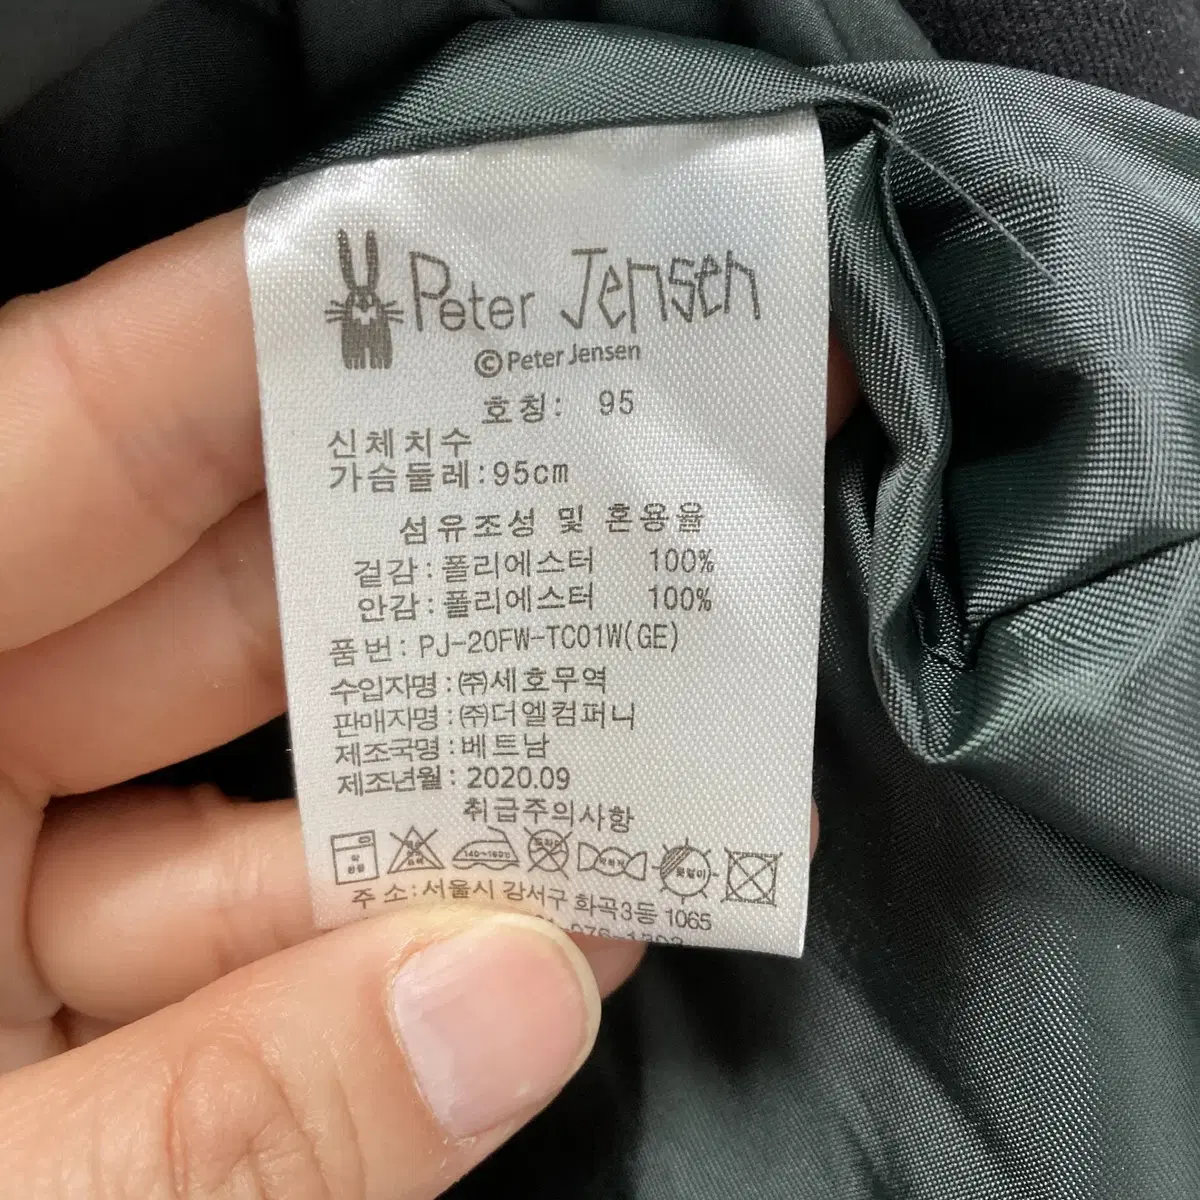 Peter Jensen
©Peter Jensen
호칭: 95
신체치수
가슴둘레:95cm
섬유조성 및 혼용율
겉감:폴리에스터 100%
안감:폴리에스터 100%
품번: PJ-20FW-TC01W(GE)
수입자명:㈜세호무역
판매자명:㈜더엘컴퍼니
제조국명:베트남
제조년월: 2020.09
취급주의사항
140~160℃
주 소:서울시 강서구 화곡3동 1065